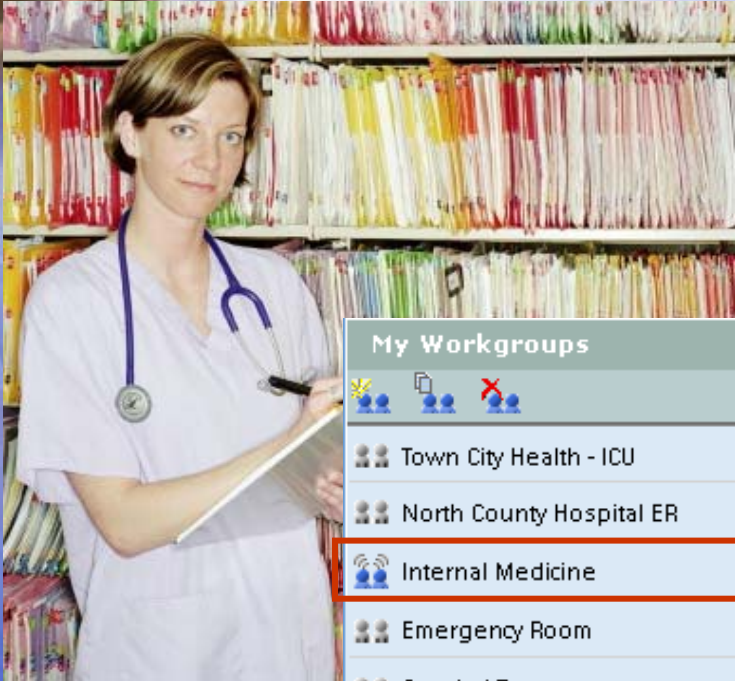 My Workgroups
Town City Health - ICU
North County Hospital ER
Internal Medicine
Emergency Room